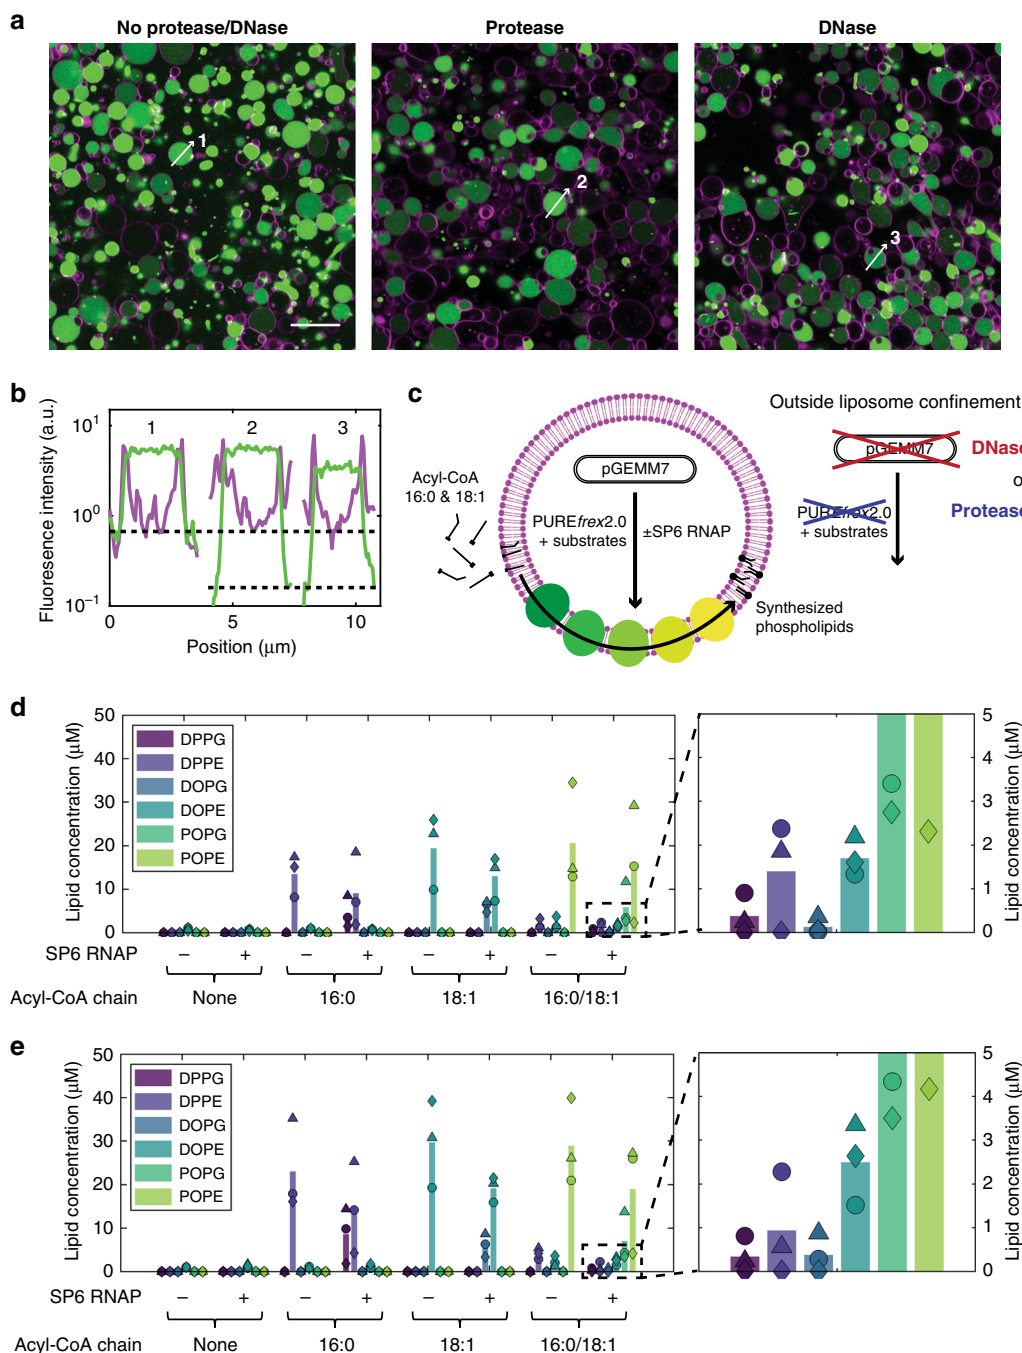 a
No protease/DNase
Protease
DNase
1
2
3
b
Fluorescence intensity (a.u.)
10¹
10⁰
10⁻¹
1
2
3
0
5
10
Position (μm)
c
Acyl-CoA
16:0 & 18:1
pGEMM7
PUREfrex2.0
+ substrates
±SP6 RNAP
Synthesized
phospholipids
Outside liposome confinement
pGEMM7
DNase
o
PUREfrex2.0
+ substrates
Protease
d
Lipid concentration (μM)
50
40
30
20
10
0
DPPG
DPPE
DOPG
DOPE
POPG
POPE
SP6 RNAP
− + − + − + − +
Acyl-CoA chain
None 16:0 18:1 16:0/18:1
5
4
3
2
1
0
Lipid concentration (μM)
e
Lipid concentration (μM)
50
40
30
20
10
0
DPPG
DPPE
DOPG
DOPE
POPG
POPE
SP6 RNAP
− + − + − + − +
Acyl-CoA chain
None 16:0 18:1 16:0/18:1
5
4
3
2
1
0
Lipid concentration (μM)